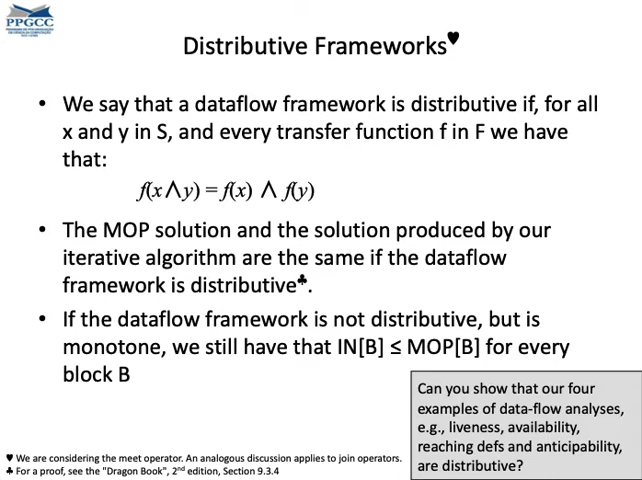 PPGCC
Distributive Frameworks♥
• We say that a dataflow framework is distributive if, for all
x and y in S, and every transfer function f in F we have
that:
f(x∧y) = f(x) ∧ f(y)
• The MOP solution and the solution produced by our
iterative algorithm are the same if the dataflow
framework is distributive♣.
• If the dataflow framework is not distributive, but is
monotone, we still have that IN[B] ≤ MOP[B] for every
block B
Can you show that our four
examples of data-flow analyses,
e.g., liveness, availability,
reaching defs and anticipability,
are distributive?
♥ We are considering the meet operator. An analogous discussion applies to join operators.
♣ For a proof, see the "Dragon Book", 2nd edition, Section 9.3.4